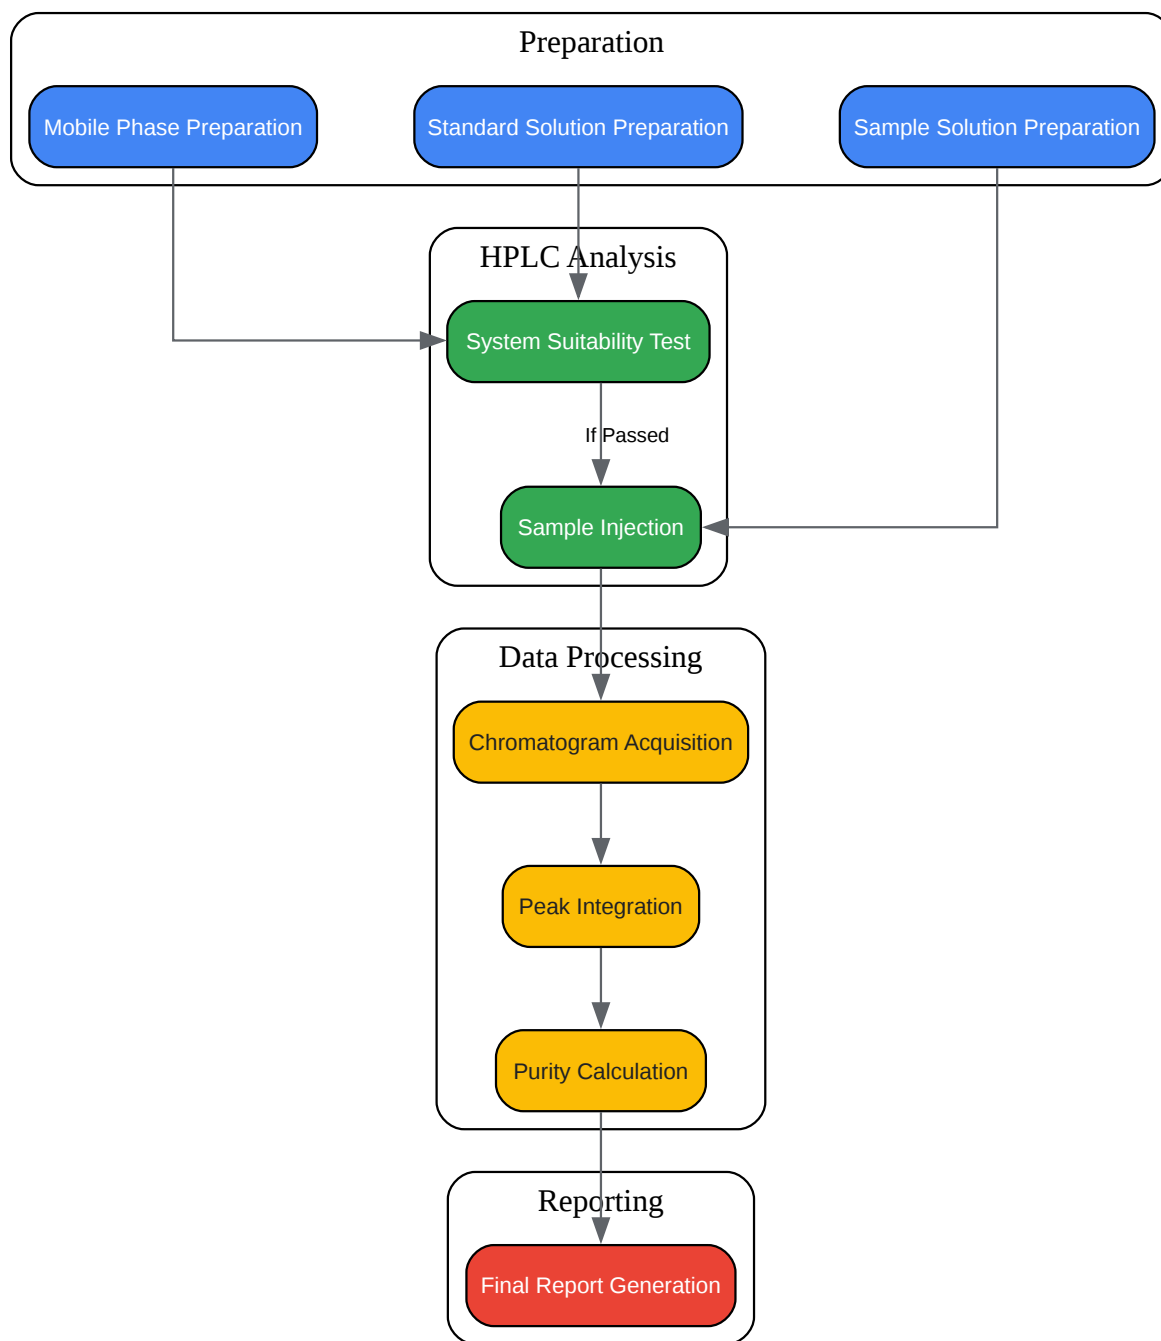 Preparation
Mobile Phase Preparation
Standard Solution Preparation
Sample Solution Preparation
HPLC Analysis
System Suitability Test
If Passed
Sample Injection
Data Processing
Chromatogram Acquisition
Peak Integration
Purity Calculation
Reporting
Final Report Generation